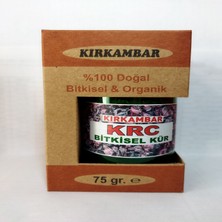 KIRKAMBAR
%100 Doğal
Bitkisel & Organik
KIRKAMBAR
KRC
BİTKİSEL KÜR
75 gr. ℮